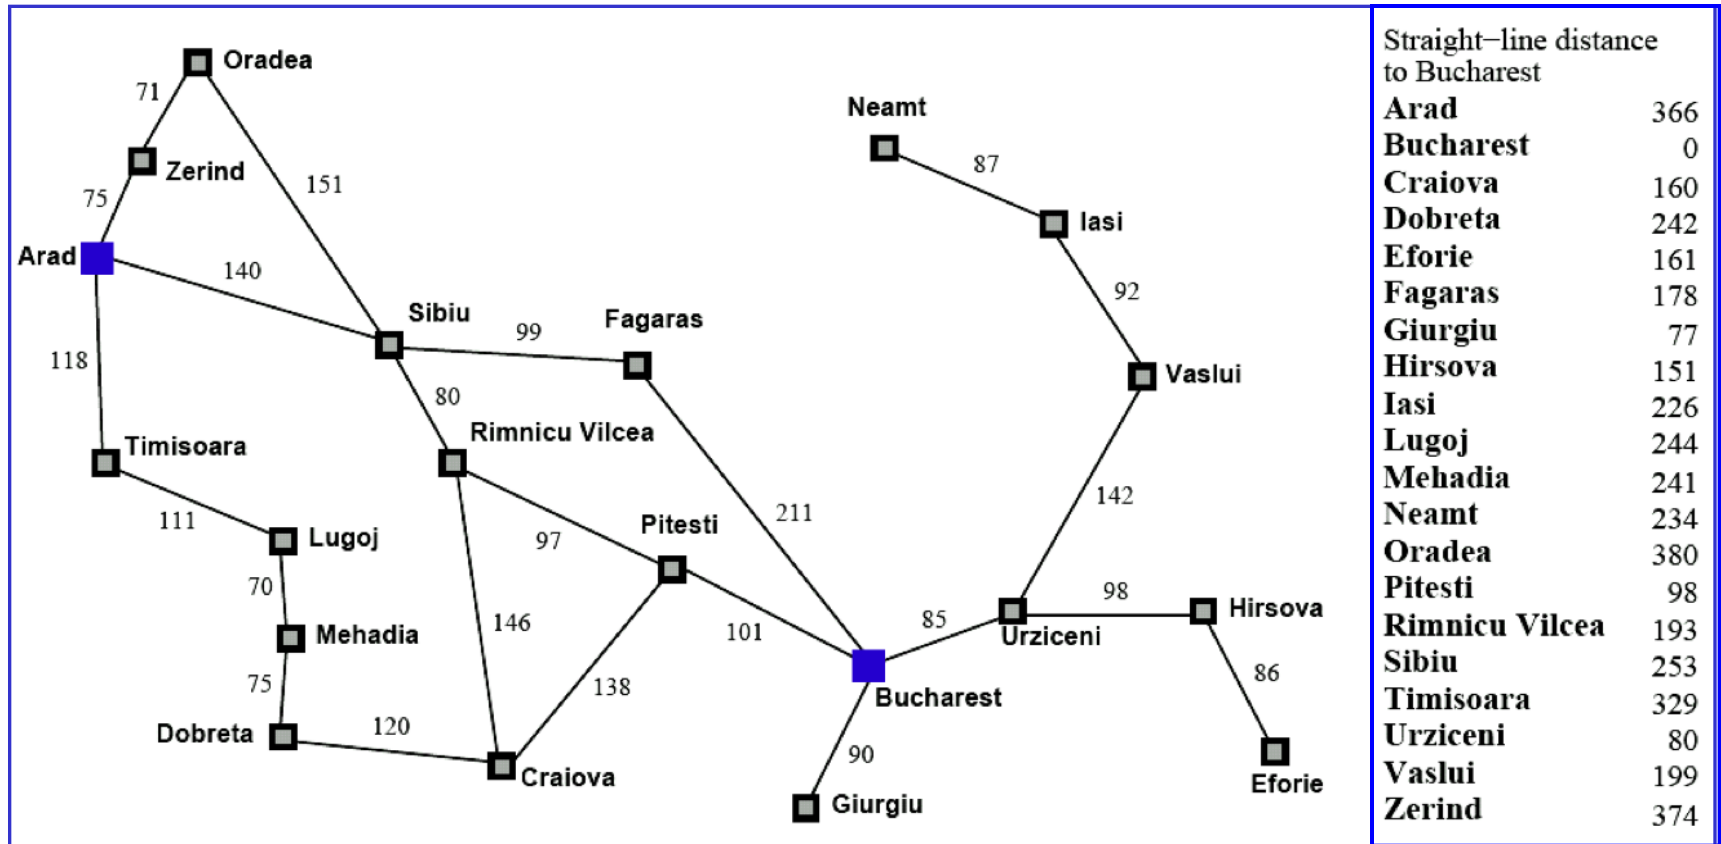 Oradea
71
Zerind
151
75
Arad
140
Sibiu
99
Fagaras
118
80
Rimnicu Vilcea
Timisoara
111
Lugoj
97
Pitesti
211
70
Mehadia
146
101
75
138
Dobreta
120
Craiova
Neamt
87
Iasi
92
Vaslui
142
98
Hirsova
85
Urziceni
86
Bucharest
90
Giurgiu
Eforie
Straight−line distance
to Bucharest
Arad 366
Bucharest 0
Craiova 160
Dobreta 242
Eforie 161
Fagaras 178
Giurgiu 77
Hirsova 151
Iasi 226
Lugoj 244
Mehadia 241
Neamt 234
Oradea 380
Pitesti 98
Rimnicu Vilcea 193
Sibiu 253
Timisoara 329
Urziceni 80
Vaslui 199
Zerind 374